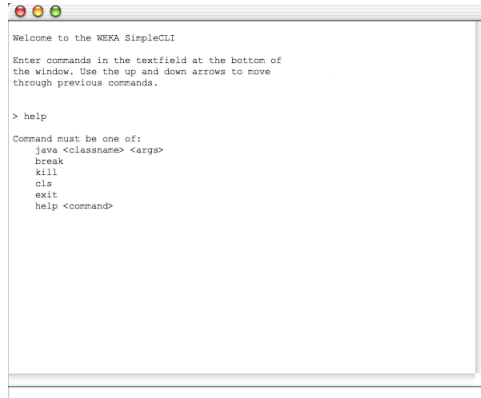 Welcome to the WEKA SimpleCLI
Enter commands in the textfield at the bottom of
the window. Use the up and down arrows to move
through previous commands.
> help
Command must be one of:
java <classname> <args>
break
kill
cls
exit
help <command>